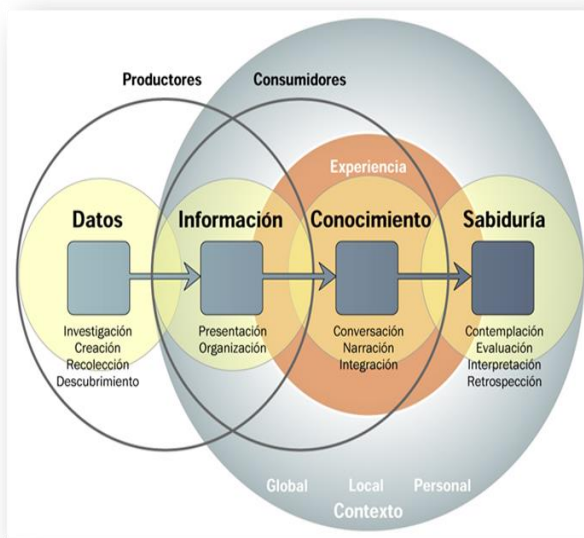 Productores
Consumidores
Experiencia
Datos
Información
Conocimiento
Sabiduría
Investigación
Creación
Recolección
Descubrimiento
Presentación
Organización
Conversación
Narración
Integración
Contemplación
Evaluación
Interpretación
Retrospección
Global
Local
Personal
Contexto